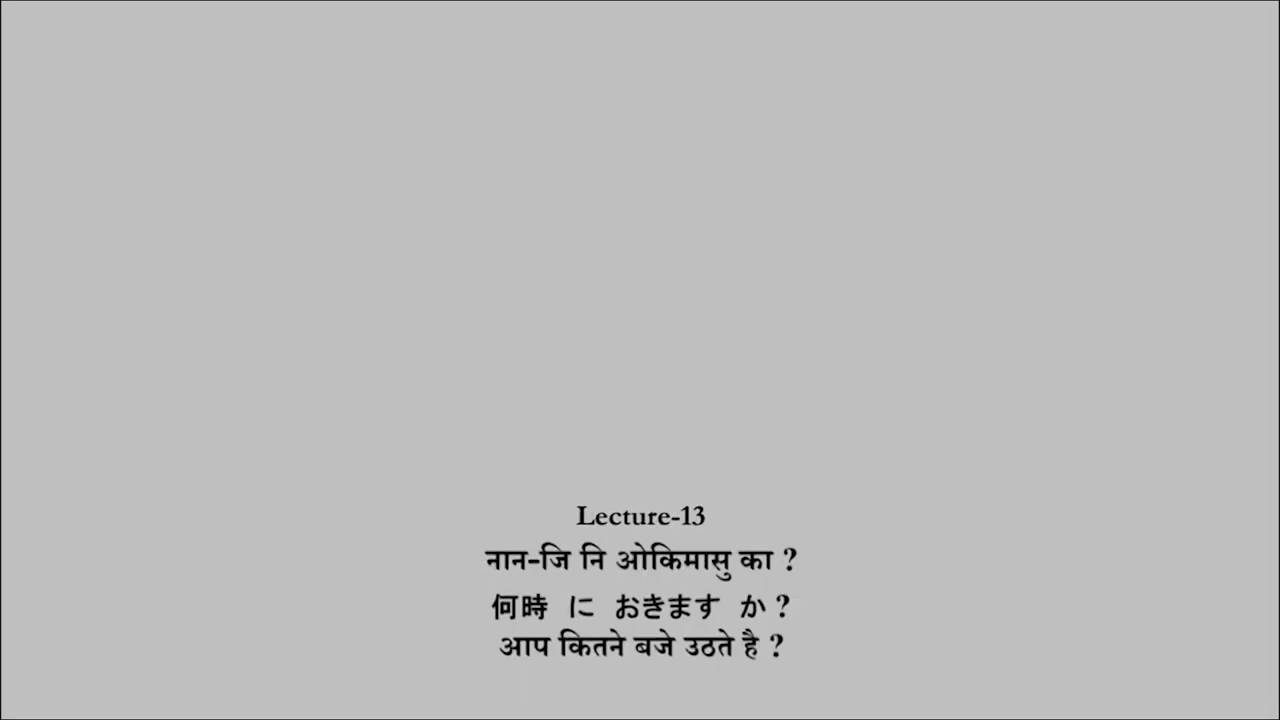 Lecture-13
नान-जि नि ओकिमासु का ?
何時 に おきます か ?
आप कितने बजे उठते है ?